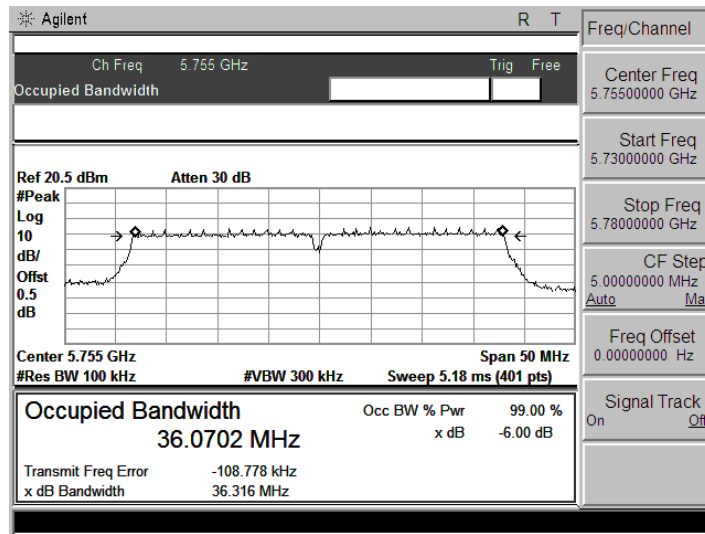 Agilent R T
Ch Freq 5.755 GHz Trig Free
Occupied Bandwidth
Ref 20.5 dBm Atten 30 dB
#Peak
Log
10
dB/
Offst
0.5
dB
Center 5.755 GHz Span 50 MHz
#Res BW 100 kHz #VBW 300 kHz Sweep 5.18 ms (401 pts)
Occupied Bandwidth Occ BW % Pwr 99.00 %
36.0702 MHz x dB -6.00 dB
Transmit Freq Error -108.778 kHz
x dB Bandwidth 36.316 MHz
Freq/Channel
Center Freq
5.75500000 GHz
Start Freq
5.73000000 GHz
Stop Freq
5.78000000 GHz
CF Step
5.00000000 MHz
Auto Ma
Freq Offset
0.00000000 Hz
Signal Track
On Off